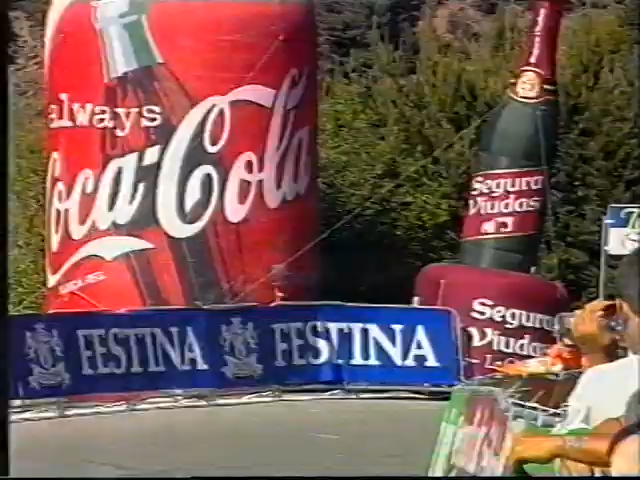 always
Coca-Cola
Segura
Viudas
Segura
Viudas
FESTINA
FESTINA